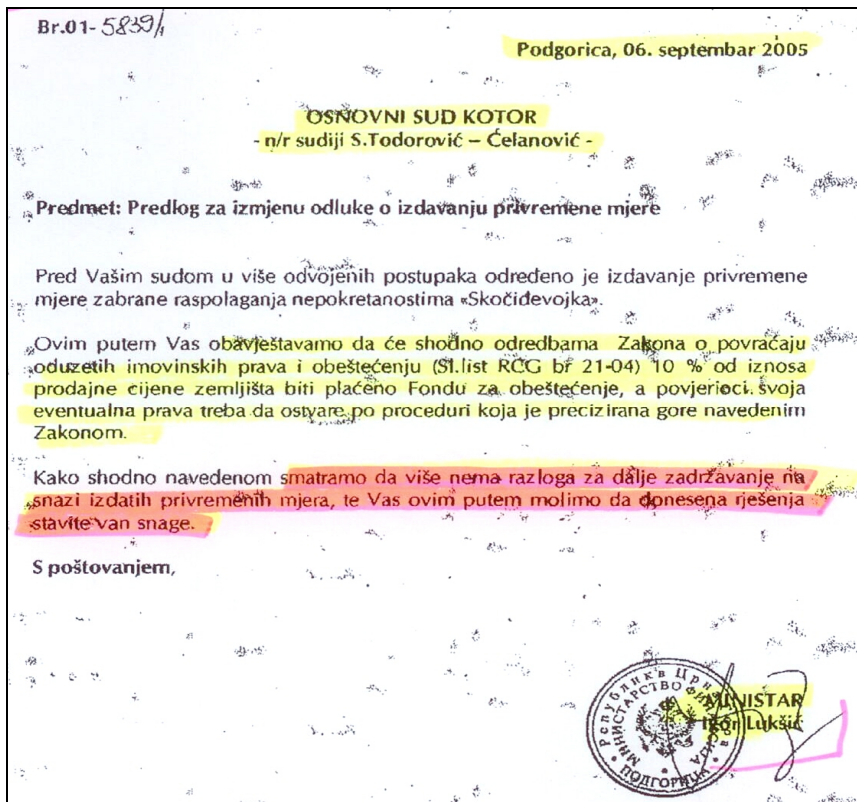 Br.01- 5839/1
Podgorica, 06. septembar 2005
OSNOVNI SUD KOTOR
- n/r sudiji S.Todorović – Ćelanović -
Predmet: Predlog za izmjenu odluke o izdavanju privremene mjere
Pred Vašim sudom u više odvojenih postupaka određeno je izdavanje privremene
mjere zabrane raspolaganja nepokretanostima «Skočiđevojka».
Ovim putem Vas obavještavamo da će shodno odredbama Zakona o povraćaju
oduzetih imovinskih prava i obeštećenju (Sl.list RCG br 21-04) 10 % od iznosa
prodajne cijene zemljišta biti plaćeno Fondu za obeštećenje, a povjerioci svoja
eventualna prava treba da ostvare po proceduri koja je precizirana gore navedenim
Zakonom.
Kako shodno navedenom smatramo da više nema razloga za dalje zadržavanje na
snazi izdatih privremenih mjera, te Vas ovim putem molimo da donesena rješenja
stavite van snage.
S poštovanjem,
MINISTAR
Igor Lukšić
Република Црна Гора
МИНИСТАРСТВО ФИНАНСИЈА
ПОДГОРИЦА